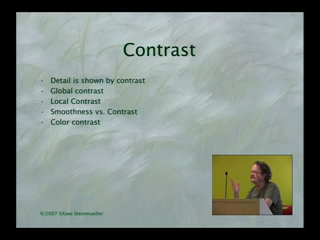 Contrast
- Detail is shown by contrast
- Global contrast
- Local Contrast
- Smoothness vs. Contrast
- Color contrast
9/2007 ©Uwe Steinmueller